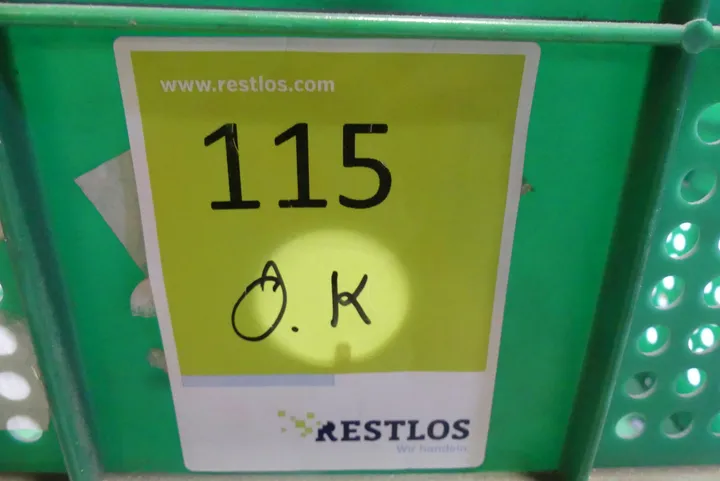 www.restlos.com
115
O. K
RESTLOS
Wir handeln.